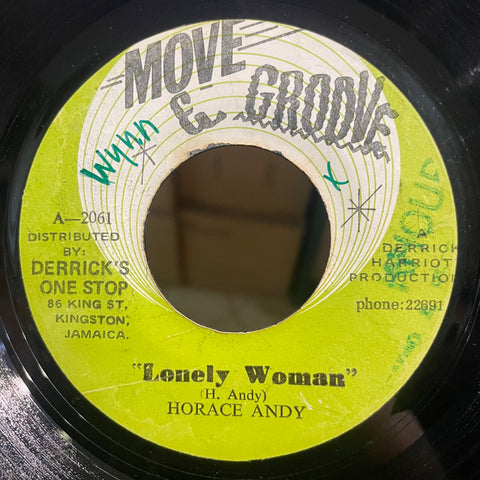 MOVE
& GROOVE
Wynn
x
A—2061
DISTRIBUTED
BY:
DERRICK'S
ONE STOP
86 KING ST,
KINGSTON,
JAMAICA.
A
DERRICK
HARRIOTT
PRODUCTION
phone:22691
"Lonely Woman"
(H. Andy)
HORACE ANDY